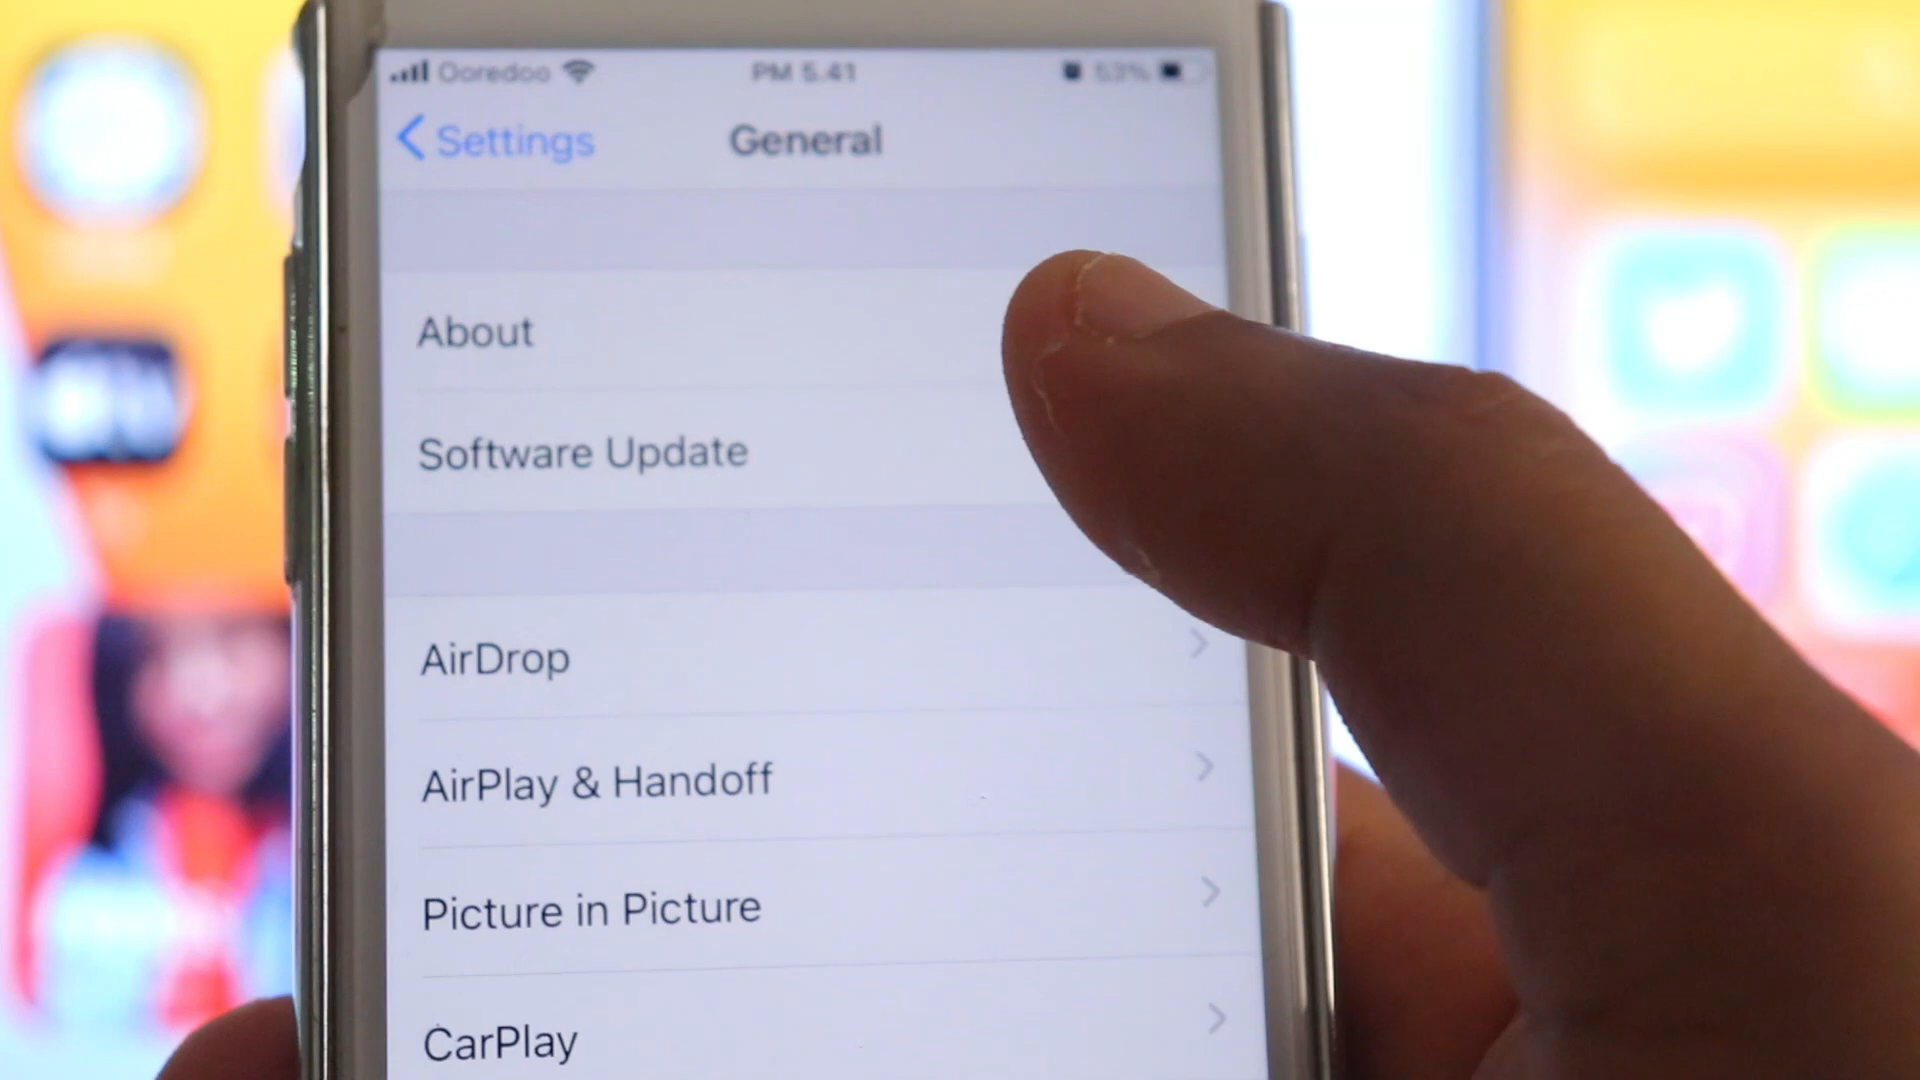 Ooredoo PM 5.41 53%
Settings General
About
Software Update
AirDrop
AirPlay & Handoff
Picture in Picture
CarPlay